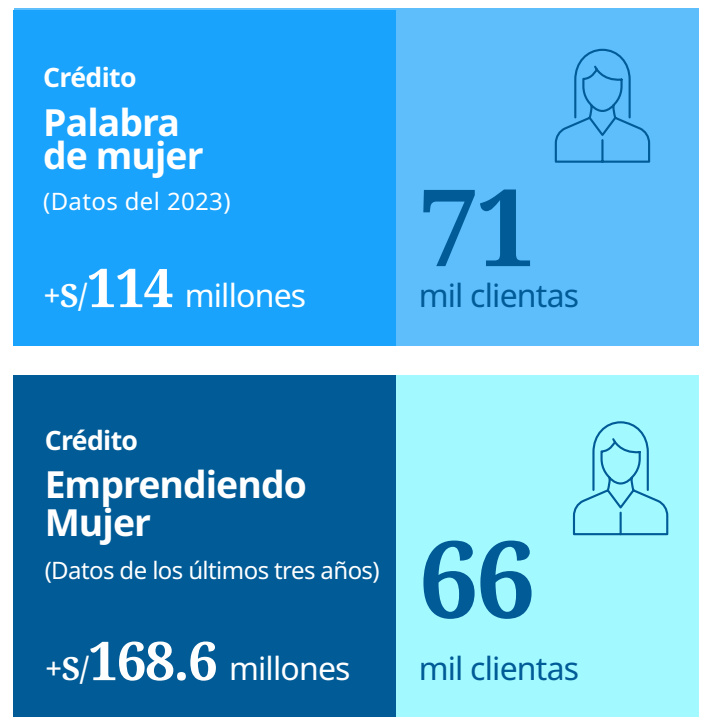 Crédito
Palabra
de mujer
(Datos del 2023)
+s/114 millones
71
mil clientas
Crédito
Emprendiendo
Mujer
(Datos de los últimos tres años)
+s/168.6 millones
66
mil clientas